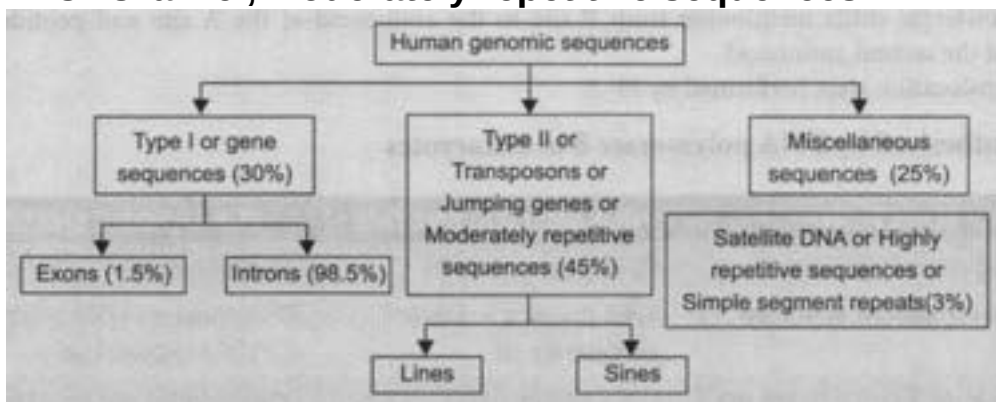 Human genomic sequences
Type I or gene
sequences (30%)
Type II or
Transposons or
Jumping genes or
Moderately repetitive
sequences (45%)
Miscellaneous
sequences (25%)
Exons (1.5%)
Introns (98.5%)
Satellite DNA or Highly
repetitive sequences or
Simple segment repeats(3%)
Lines
Sines